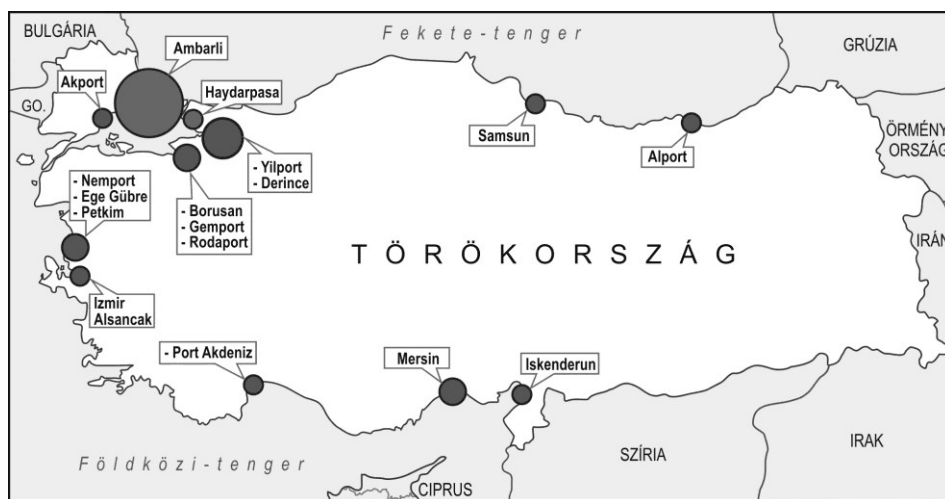 BULGÁRIA
Fekete-tenger
GRÚZIA
Ambarli
Akport
Haydarpasa
GO.
Samsun
Alport
ÖRMÉNY-
ORSZÁG
- Yilport
- Derince
- Nemport
- Ege Gübre
- Petkim
- Borusan
- Gemport
- Rodaport
TÖRÖKORSZÁG
IRÁN
Izmir
Alsancak
- Port Akdeniz
Mersin
Iskenderun
SZÍRIA
IRAK
Földközi-tenger
CIPRUS